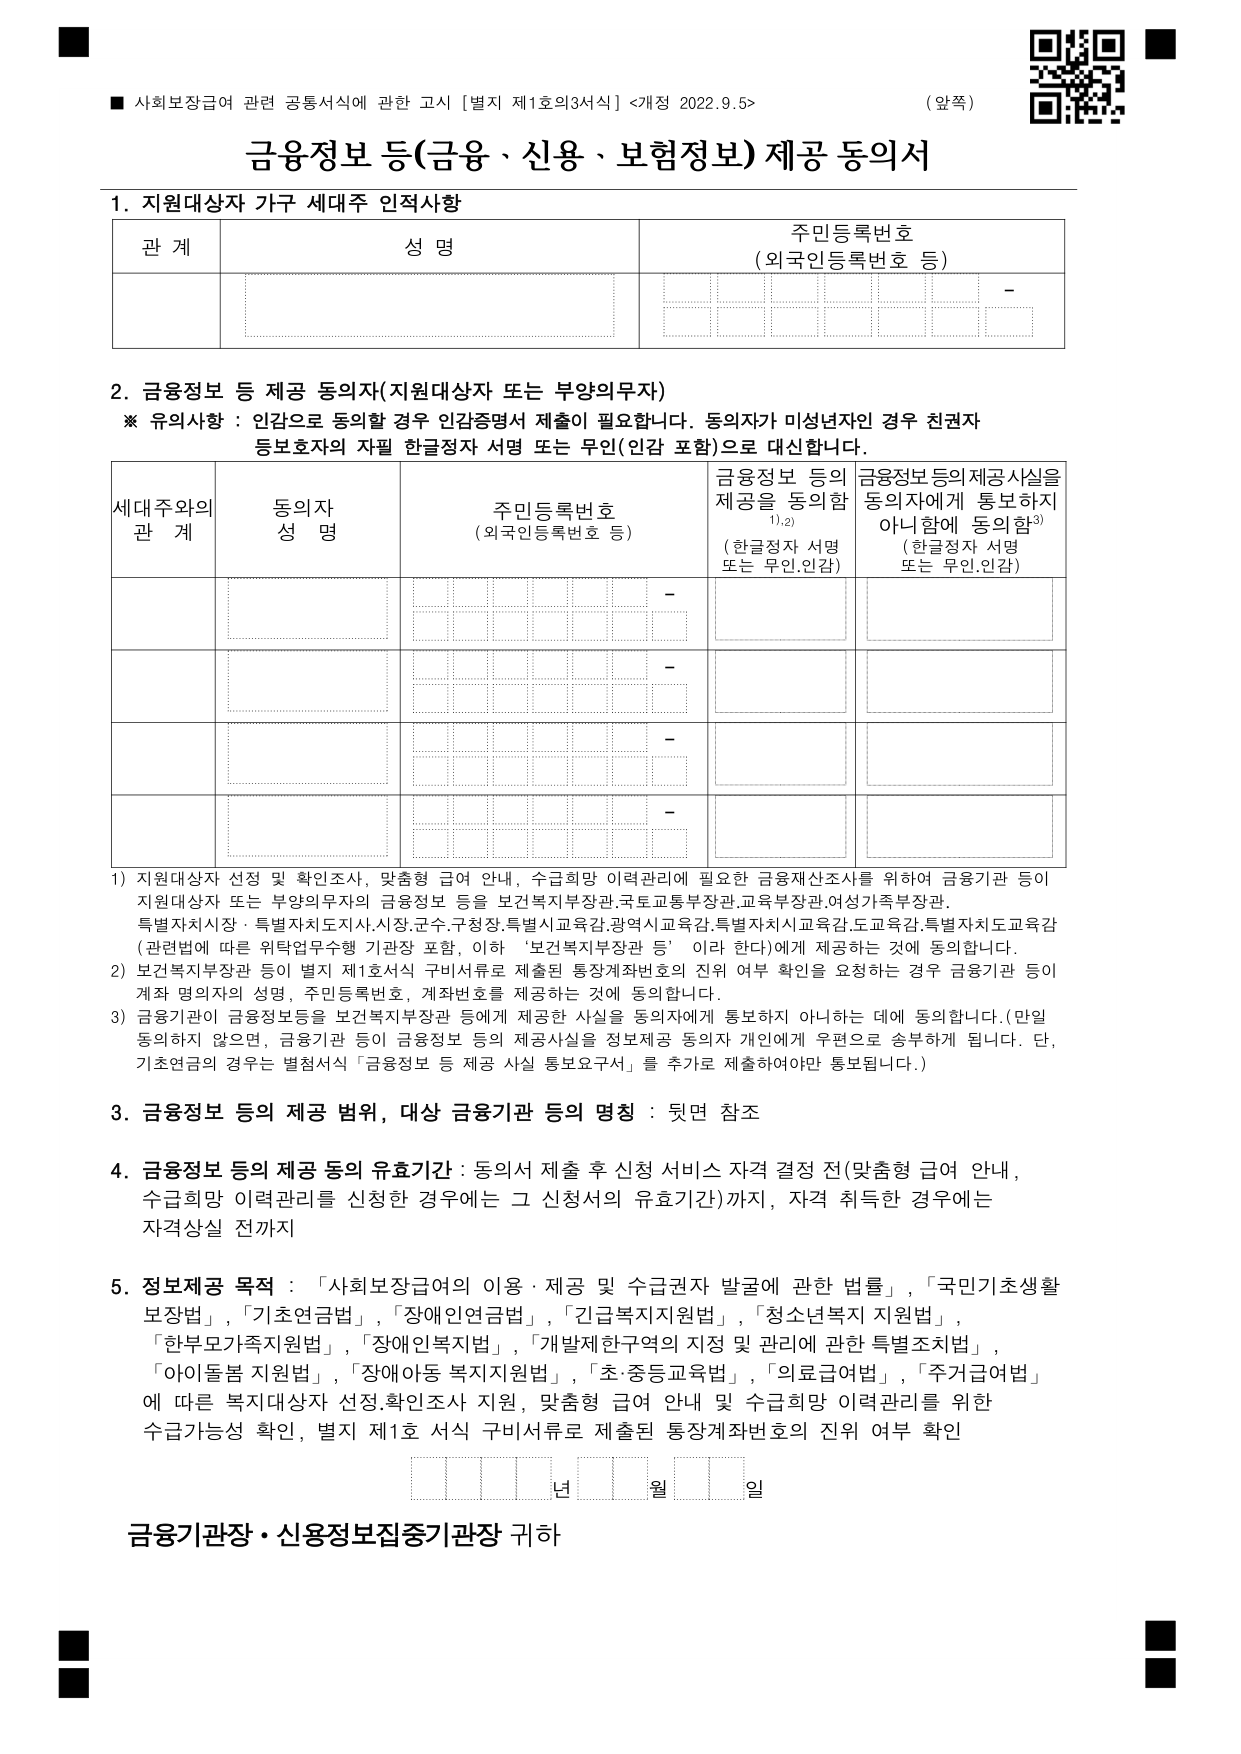 ■ 사회보장급여 관련 공통서식에 관한 고시 [별지 제1호의3서식] <개정 2022.9.5> (앞쪽)
금융정보 등(금융ㆍ신용ㆍ보험정보) 제공 동의서
1. 지원대상자 가구 세대주 인적사항
관 계 성 명 주민등록번호
(외국인등록번호 등)
-
2. 금융정보 등 제공 동의자(지원대상자 또는 부양의무자)
※ 유의사항 : 인감으로 동의할 경우 인감증명서 제출이 필요합니다. 동의자가 미성년자인 경우 친권자
등보호자의 자필 한글정자 서명 또는 무인(인감 포함)으로 대신합니다.
세대주와의
관 계
동의자
성 명
주민등록번호
(외국인등록번호 등)
금융정보 등의
제공을 동의함
1),2)
(한글정자 서명
또는 무인.인감)
금융정보 등의 제공 사실을
동의자에게 통보하지
아니함에 동의함3)
(한글정자 서명
또는 무인.인감)
-
-
-
-
1) 지원대상자 선정 및 확인조사, 맞춤형 급여 안내, 수급희망 이력관리에 필요한 금융재산조사를 위하여 금융기관 등이
지원대상자 또는 부양의무자의 금융정보 등을 보건복지부장관.국토교통부장관.교육부장관.여성가족부장관.
특별자치시장ㆍ특별자치도지사.시장.군수.구청장.특별시교육감.광역시교육감.특별자치시교육감.도교육감.특별자치도교육감
(관련법에 따른 위탁업무수행 기관장 포함, 이하 ‘보건복지부장관 등’ 이라 한다)에게 제공하는 것에 동의합니다.
2) 보건복지부장관 등이 별지 제1호서식 구비서류로 제출된 통장계좌번호의 진위 여부 확인을 요청하는 경우 금융기관 등이
계좌 명의자의 성명, 주민등록번호, 계좌번호를 제공하는 것에 동의합니다.
3) 금융기관이 금융정보등을 보건복지부장관 등에게 제공한 사실을 동의자에게 통보하지 아니하는 데에 동의합니다.(만일
동의하지 않으면, 금융기관 등이 금융정보 등의 제공사실을 정보제공 동의자 개인에게 우편으로 송부하게 됩니다. 단,
기초연금의 경우는 별첨서식「금융정보 등 제공 사실 통보요구서」를 추가로 제출하여야만 통보됩니다.)
3. 금융정보 등의 제공 범위, 대상 금융기관 등의 명칭 : 뒷면 참조
4. 금융정보 등의 제공 동의 유효기간 : 동의서 제출 후 신청 서비스 자격 결정 전(맞춤형 급여 안내,
수급희망 이력관리를 신청한 경우에는 그 신청서의 유효기간)까지, 자격 취득한 경우에는
자격상실 전까지
5. 정보제공 목적 : 「사회보장급여의 이용ㆍ제공 및 수급권자 발굴에 관한 법률」,「국민기초생활
보장법」,「기초연금법」,「장애인연금법」,「긴급복지지원법」,「청소년복지 지원법」,
「한부모가족지원법」,「장애인복지법」,「개발제한구역의 지정 및 관리에 관한 특별조치법」,
「아이돌봄 지원법」,「장애아동 복지지원법」,「초·중등교육법」,「의료급여법」,「주거급여법」
에 따른 복지대상자 선정.확인조사 지원, 맞춤형 급여 안내 및 수급희망 이력관리를 위한
수급가능성 확인, 별지 제1호 서식 구비서류로 제출된 통장계좌번호의 진위 여부 확인
년 월 일
금융기관장 • 신용정보집중기관장 귀하